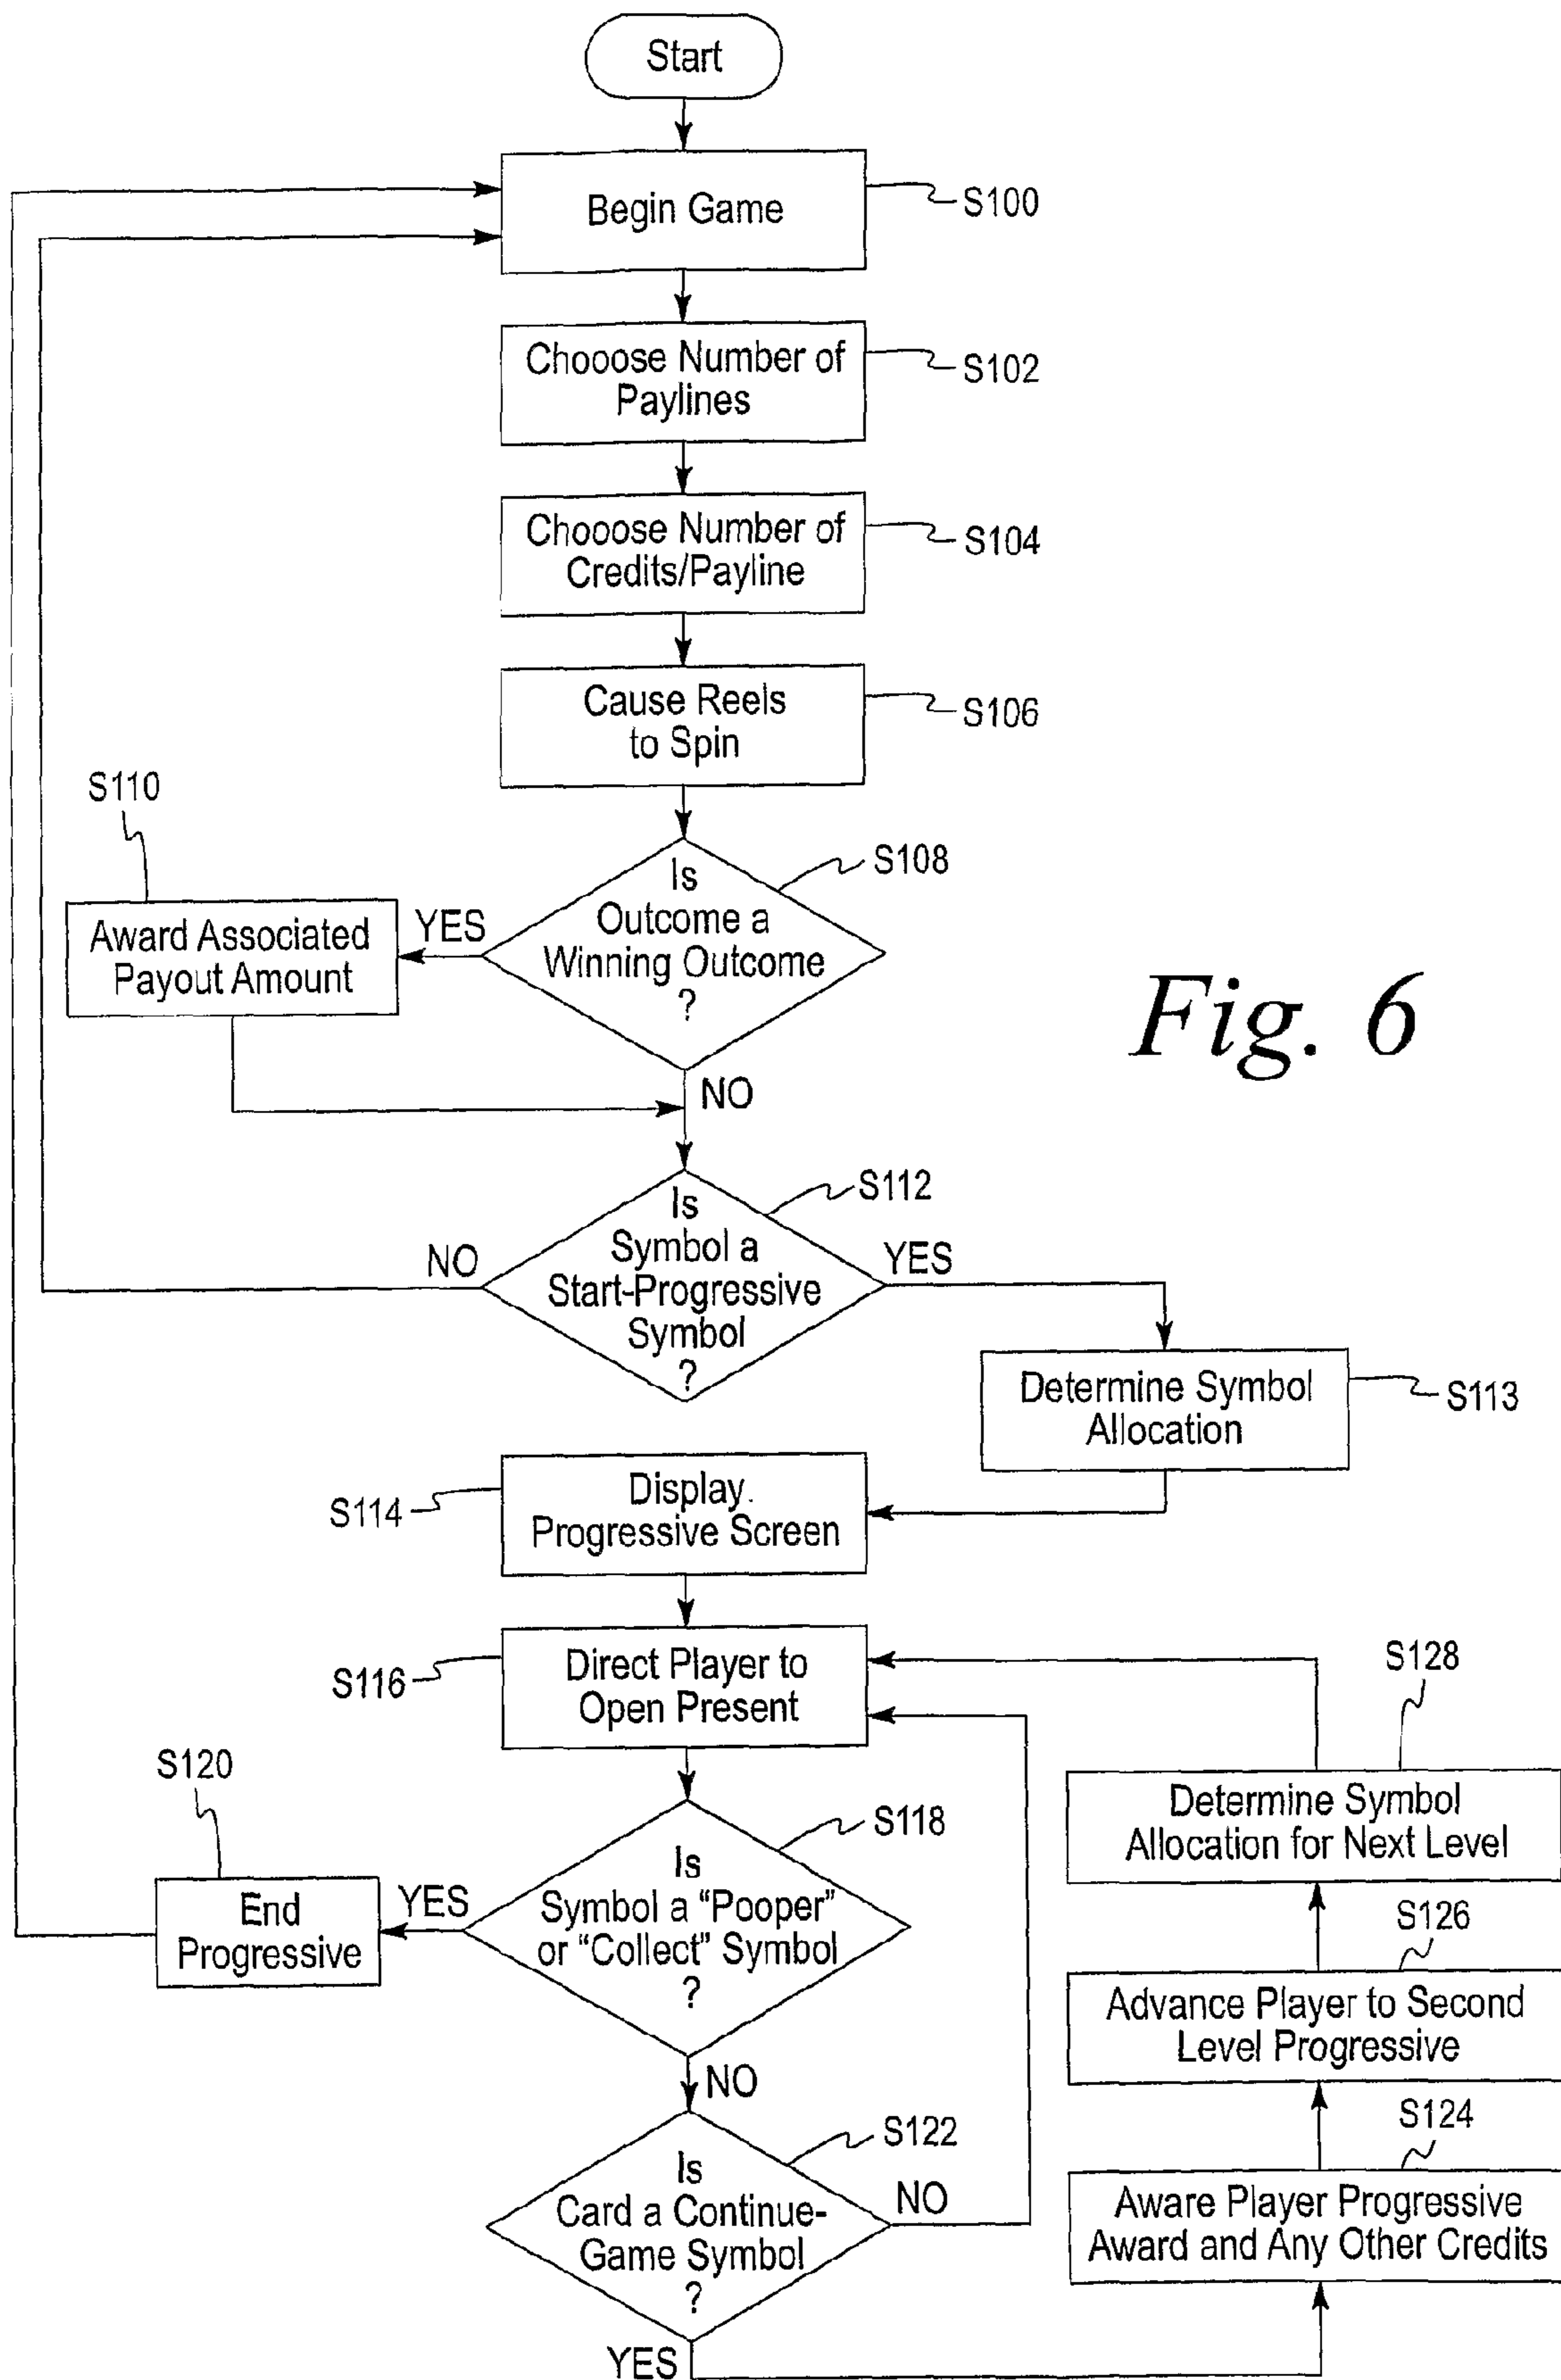 Start
Begin Game
S100
Chooose Number of
Paylines
S102
Chooose Number of
Credits/Payline
S104
Cause Reels
to Spin
S106
S110
Award Associated
Payout Amount
YES
Is
Outcome a
Winning Outcome
?
S108
NO
Fig. 6
Is
Symbol a
Start-Progressive
Symbol
?
S112
NO
YES
Determine Symbol
Allocation
S113
S114
Display.
Progressive Screen
S116
Direct Player to
Open Present
S128
Determine Symbol
Allocation for Next Level
S120
End
Progressive
YES
Is
Symbol a “Pooper”
or “Collect” Symbol
?
S118
NO
S126
Advance Player to Second
Level Progressive
S122
Is
Card a Continue-
Game Symbol
?
NO
YES
S124
Aware Player Progressive
Award and Any Other Credits